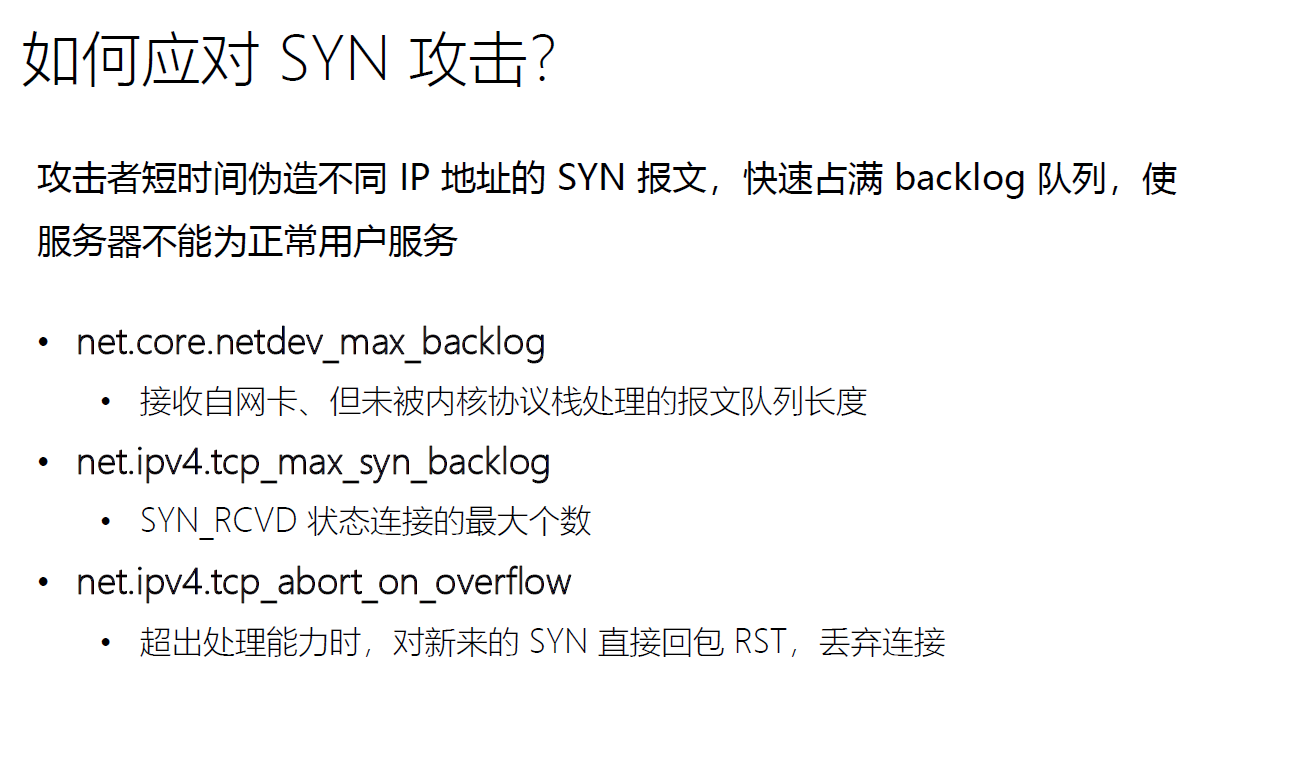 如何应对 SYN 攻击？
攻击者短时间伪造不同 IP 地址的 SYN 报文，快速占满 backlog 队列，使
服务器不能为正常用户服务
• net.core.netdev_max_backlog
• 接收自网卡、但未被内核协议栈处理的报文队列长度
• net.ipv4.tcp_max_syn_backlog
• SYN_RCVD 状态连接的最大个数
• net.ipv4.tcp_abort_on_overflow
• 超出处理能力时，对新来的 SYN 直接回包 RST，丢弃连接